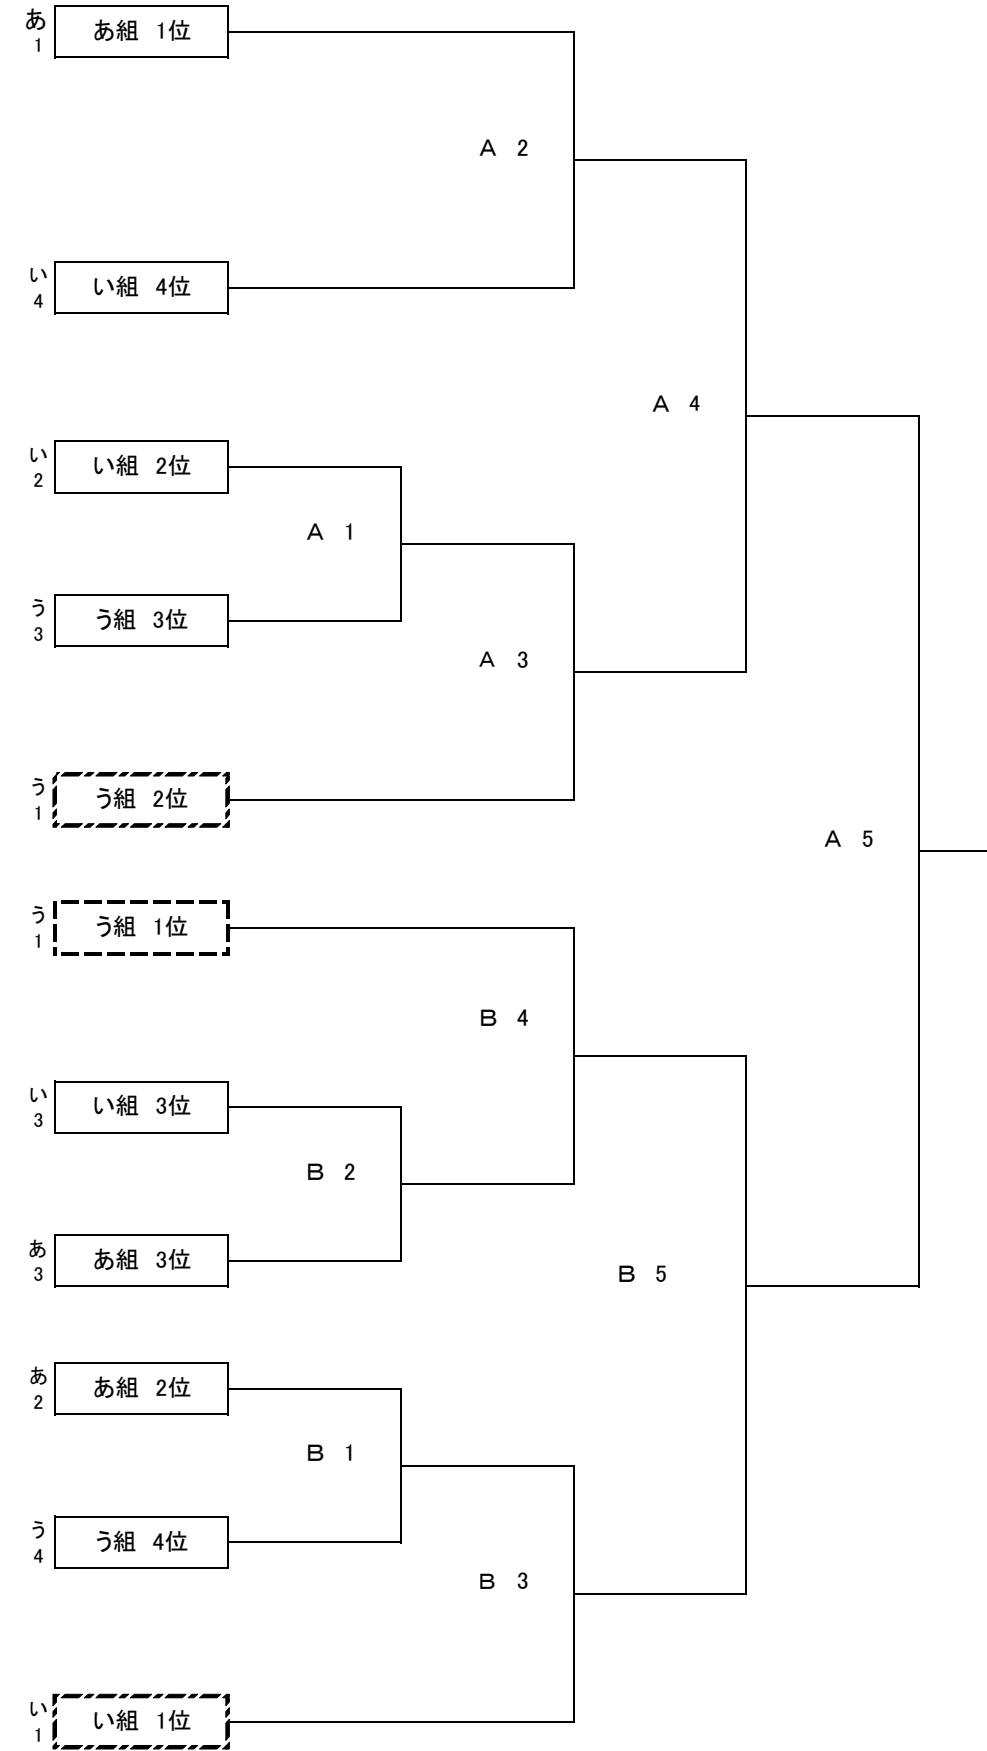 あ
1
あ組 1位
A 2
い
4
い組 4位
A 4
い
2
い組 2位
A 1
う
3
う組 3位
A 3
う
1
う組 2位
A 5
う
1
う組 1位
B 4
い
3
い組 3位
B 2
あ
3
あ組 3位
B 5
あ
2
あ組 2位
B 1
う
4
う組 4位
B 3
い
1
い組 1位